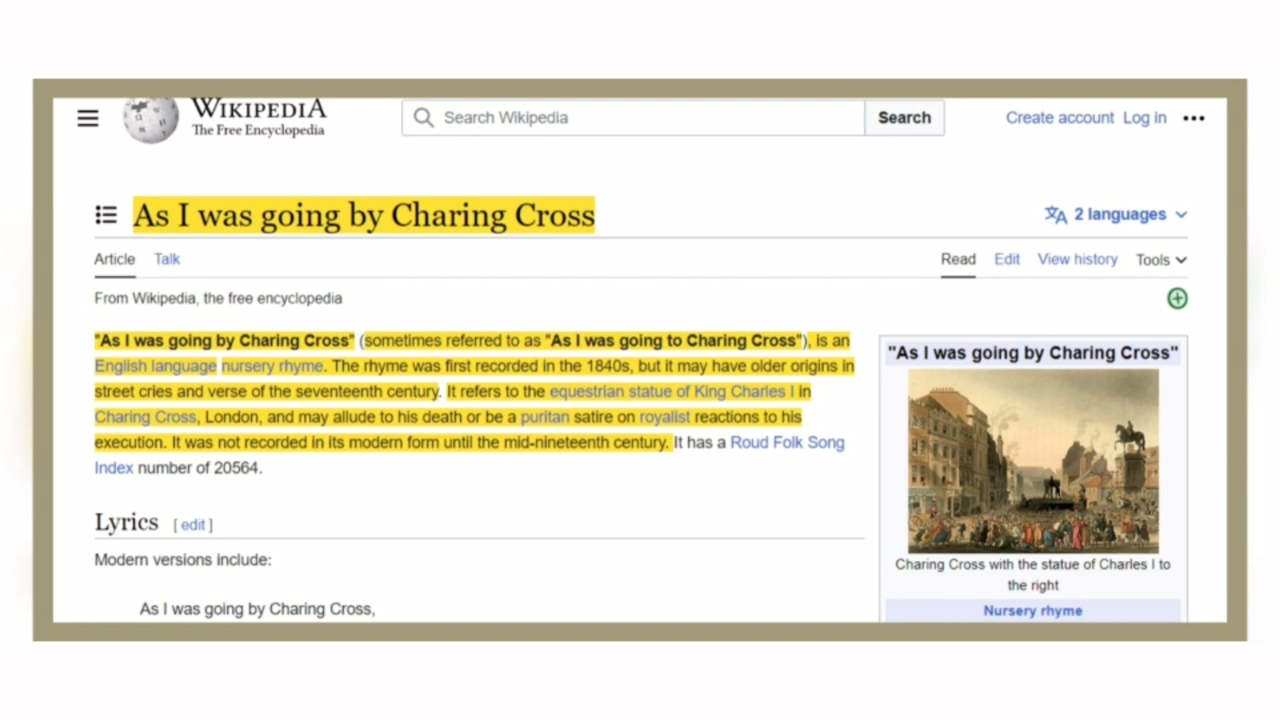 WIKIPEDIA
The Free Encyclopedia
Search Wikipedia
Search
Create account Log in
As I was going by Charing Cross
2 languages
Article Talk
Read Edit View history Tools
From Wikipedia, the free encyclopedia
"As I was going by Charing Cross" (sometimes referred to as "As I was going to Charing Cross"), is an
English language nursery rhyme. The rhyme was first recorded in the 1840s, but it may have older origins in
street cries and verse of the seventeenth century. It refers to the equestrian statue of King Charles I in
Charing Cross, London, and may allude to his death or be a puritan satire on royalist reactions to his
execution. It was not recorded in its modern form until the mid-nineteenth century. It has a Roud Folk Song
Index number of 20564.
Lyrics [ edit ]
Modern versions include:
As I was going by Charing Cross,
"As I was going by Charing Cross"
Charing Cross with the statue of Charles I to
the right
Nursery rhyme